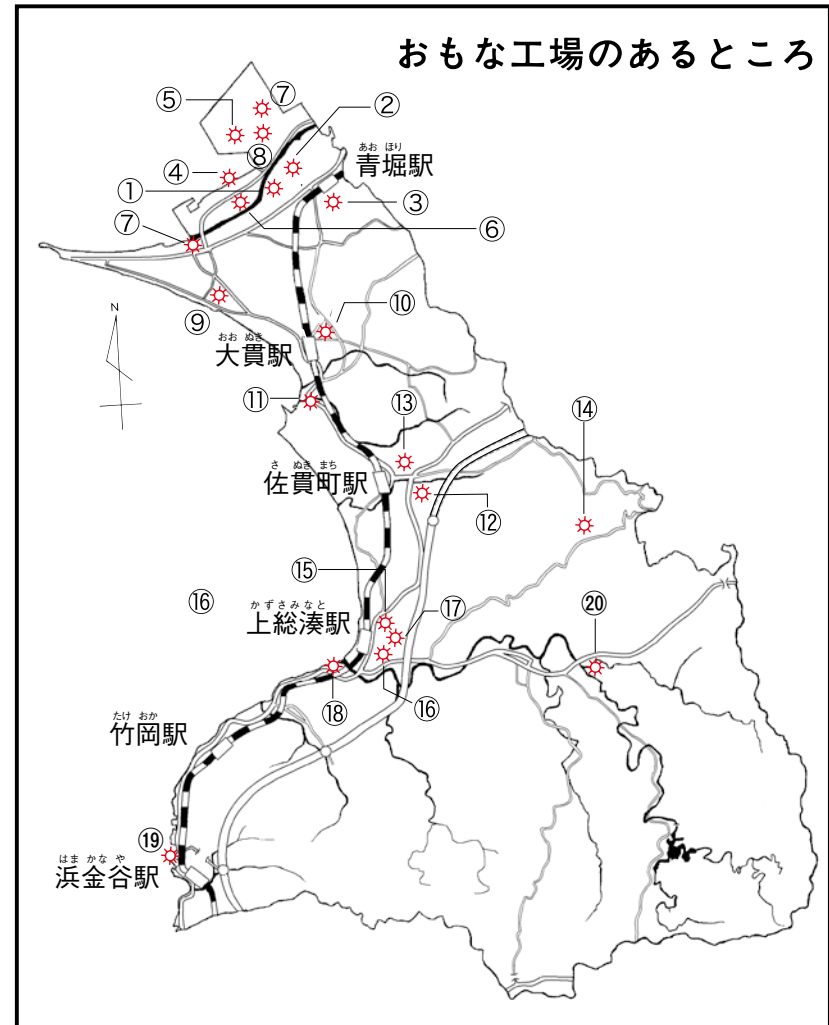 おもな工場のあるところ
⑦
⑤
②
⑧
あおほり
青堀駅
④
①
③
⑦
⑥
N
⑨
⑩
おおぬき
大貫駅
⑪
⑬
⑭
さぬきまち
佐貫町駅
⑫
⑮
⑯
かずさみなと
上総湊駅
⑰
⑳
⑱
⑯
たけおか
竹岡駅
⑲
はまかなや
浜金谷駅